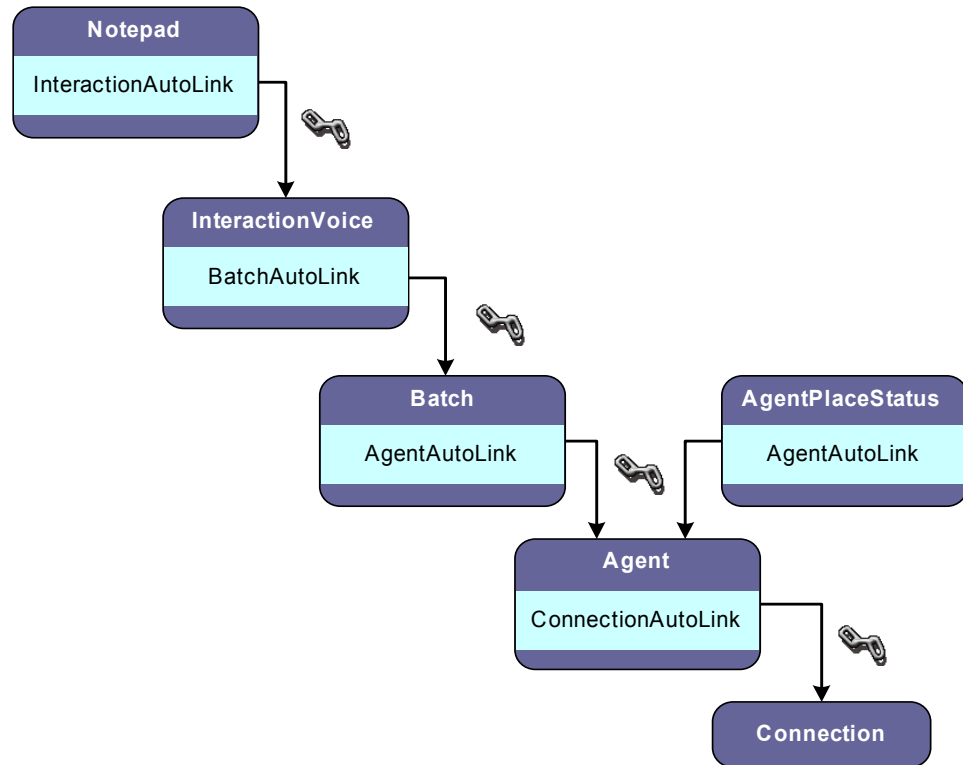 Notepad
InteractionAutoLink
InteractionVoice
BatchAutoLink
Batch
AgentAutoLink
AgentPlaceStatus
AgentAutoLink
Agent
ConnectionAutoLink
Connection